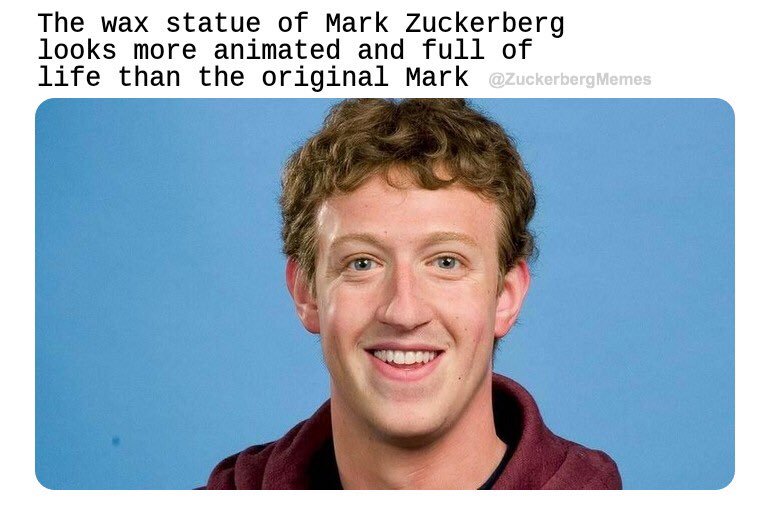 The wax statue of Mark Zuckerberg
looks more animated and full of
life than the original Mark @ZuckerbergMemes